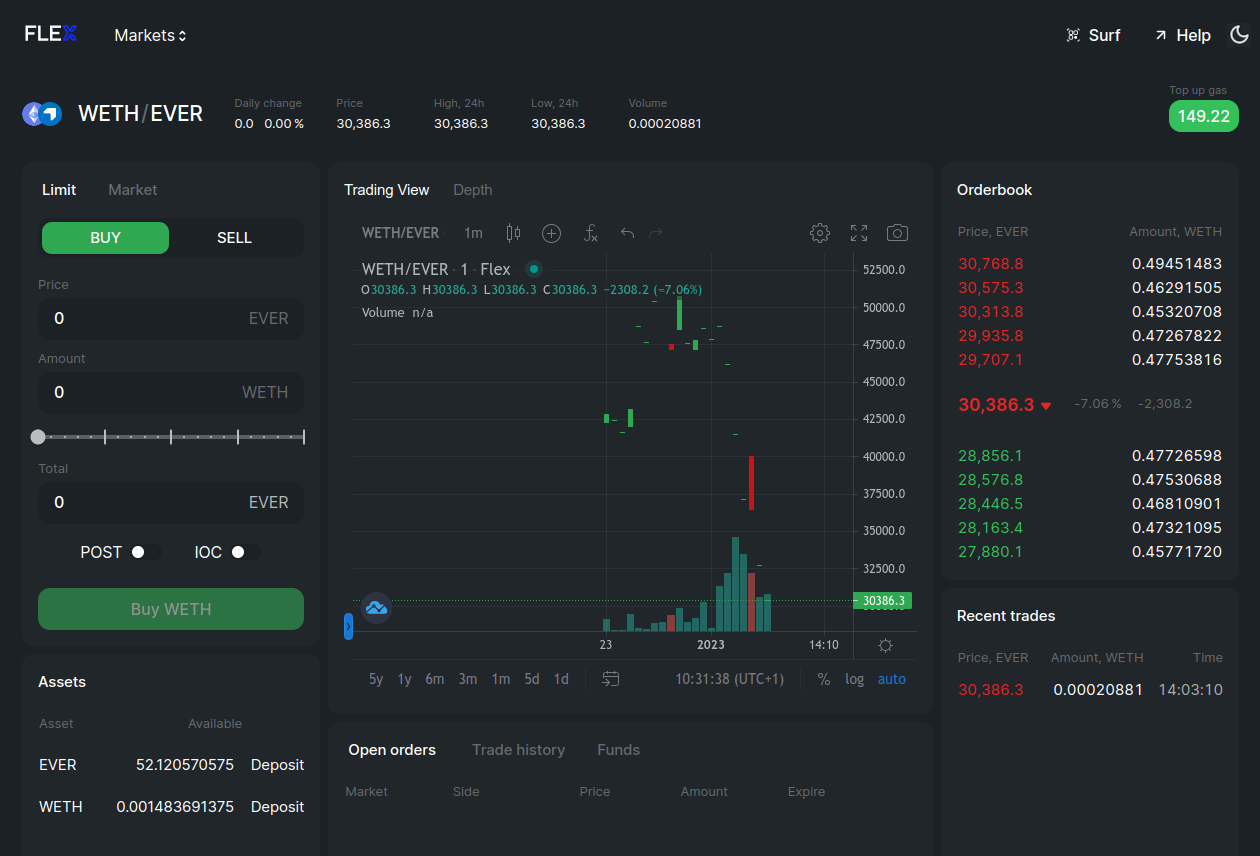 FLEX
Markets
Surf
Help
WETH/EVER
Daily change
0.0 0.00 %
Price
30,386.3
High, 24h
30,386.3
Low, 24h
30,386.3
Volume
0.00020881
Top up gas
149.22
Limit Market
BUY SELL
Price
0 EVER
Amount
0 WETH
Total
0 EVER
POST IOC
Buy WETH
Assets
Asset Available
EVER 52.120570575 Deposit
WETH 0.001483691375 Deposit
Trading View Depth
WETH/EVER 1m
WETH/EVER · 1 · Flex
O30386.3 H30386.3 L30386.3 C30386.3 −2308.2 (−7.06%)
Volume n/a
52500.0
50000.0
47500.0
45000.0
42500.0
40000.0
37500.0
35000.0
32500.0
30386.3
23 2023 14:10
5y 1y 6m 3m 1m 5d 1d 10:31:38 (UTC+1) % log auto
Open orders Trade history Funds
Market Side Price Amount Expire
Orderbook
Price, EVER Amount, WETH
30,768.8 0.49451483
30,575.3 0.46291505
30,313.8 0.45320708
29,935.8 0.47267822
29,707.1 0.47753816
30,386.3 -7.06 % -2,308.2
28,856.1 0.47726598
28,576.8 0.47530688
28,446.5 0.46810901
28,163.4 0.47321095
27,880.1 0.45771720
Recent trades
Price, EVER Amount, WETH Time
30,386.3 0.00020881 14:03:10